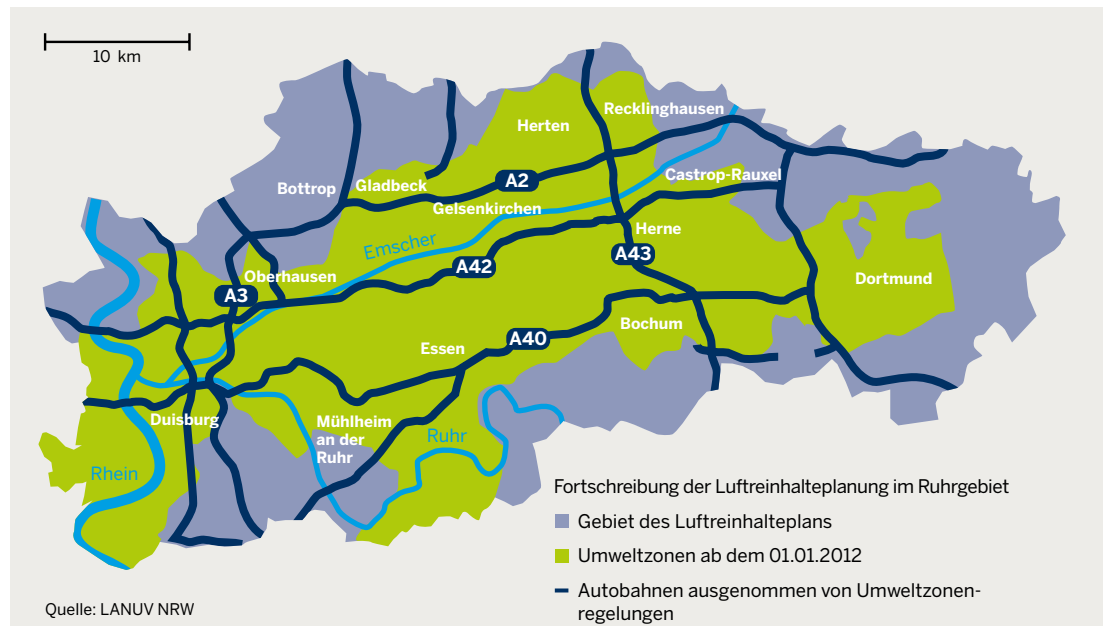 10 km
Recklinghausen
Herten
Castrop-Rauxel
A2
Gladbeck
Bottrop
Gelsenkirchen
Herne
Emscher
A43
A42
Oberhausen
Dortmund
A3
Bochum
A40
Essen
Duisburg
Mühlheim
an der
Ruhr
Ruhr
Rhein
Fortschreibung der Luftreinhalteplanung im Ruhrgebiet
Gebiet des Luftreinhalteplans
Umweltzonen ab dem 01.01.2012
Autobahnen ausgenommen von Umweltzonen-
regelungen
Quelle: LANUV NRW